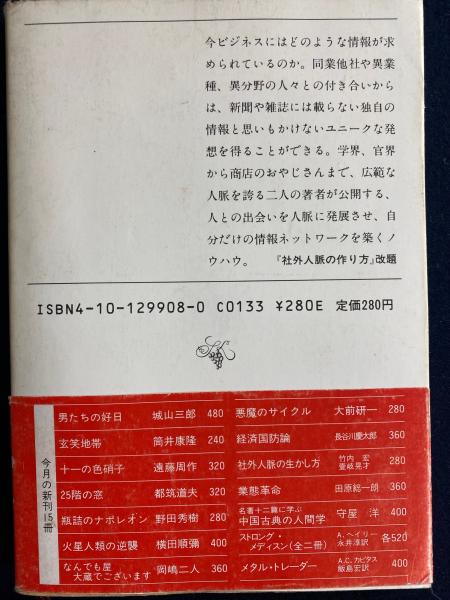 今ビジネスにはどのような情報が求
められているのか。同業他社や異業
種、異分野の人々との付き合いから
は、新聞や雑誌には載らない独自の
情報と思いもかけないユニークな発
想を得ることができる。学界、官界
から商店のおやじさんまで、広範な
人脈を誇る二人の著者が公開する、
人との出会いを人脈に発展させ、自
分だけの情報ネットワークを築くノ
ウハウ。 『社外人脈の作り方』改題
ISBN4-10-129908-0 C0133 ¥280E 定価280円
今月の新刊15冊
男たちの好日 城山三郎 480
玄笑地帯 筒井康隆 240
十一の色硝子 遠藤周作 320
25階の窓 都筑道夫 320
瓶詰のナポレオン 野田秀樹 280
火星人類の逆襲 横田順彌 400
なんでも屋
大蔵でございます 岡嶋二人 360
悪魔のサイクル 大前研一 280
経済国防論 長谷川慶太郎 360
社外人脈の生かし方 竹内 宏
壹岐晃才 280
業態革命 田原総一朗 360
名著十二篇に学ぶ
中国古典の人間学 守屋 洋 400
ストロング・
メディスン(全二冊) A.ヘイリー
永井淳訳 各520
メタル・トレーダー A.C.カピタス
飯島宏訳 400